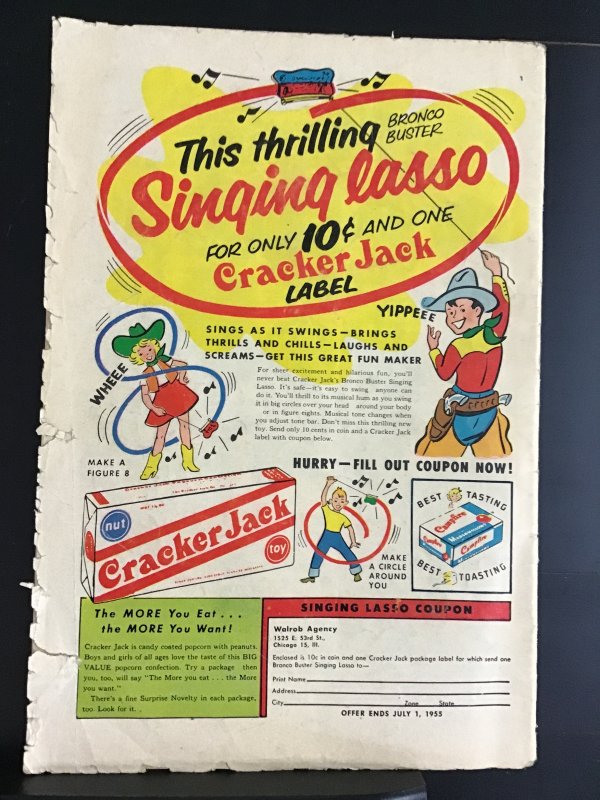 This thrilling BRONCO
BUSTER
Singing lasso
FOR ONLY 10¢ AND ONE
Cracker Jack
LABEL
YIPPEEE
SINGS AS IT SWINGS—BRINGS
THRILLS AND CHILLS—LAUGHS AND
SCREAMS—GET THIS GREAT FUN MAKER
WHEEE
For sheer excitement and hilarious fun, you'll
never beat Cracker Jack's Bronco Buster Singing
Lasso. It's safe—it's easy to swing anyone can
do it. You'll thrill to its musical hum as you swing
it in big circles over your head around your body
or in figure eights. Musical tone changes when
you adjust tone bar. Don't miss this thrilling new
toy. Send only 10 cents in coin and a Cracker Jack
label with coupon below.
MAKE A
FIGURE 8
HURRY—FILL OUT COUPON NOW!
nut
Cracker Jack
toy
MAKE
A CIRCLE
AROUND
YOU
BEST TASTING
Campfire
Marshmallows
Campfire
BEST TOASTING
The MORE You Eat . . .
the MORE You Want!
Cracker Jack is candy coated popcorn with peanuts.
Boys and girls of all ages love the taste of this BIG
VALUE popcorn confection. Try a package then
you, too, will say "The More you eat . . . the More
you want."
There's a fine Surprise Novelty in each package,
too. Look for it. .
SINGING LASSO COUPON
Walrob Agency
1525 E. 53rd St.,
Chicago 15, Ill.
Enclosed is 10c in coin and one Cracker Jack package label for which send one
Bronco Buster Singing Lasso to—
Print Name
Address
City Zone State
OFFER ENDS JULY 1, 1955